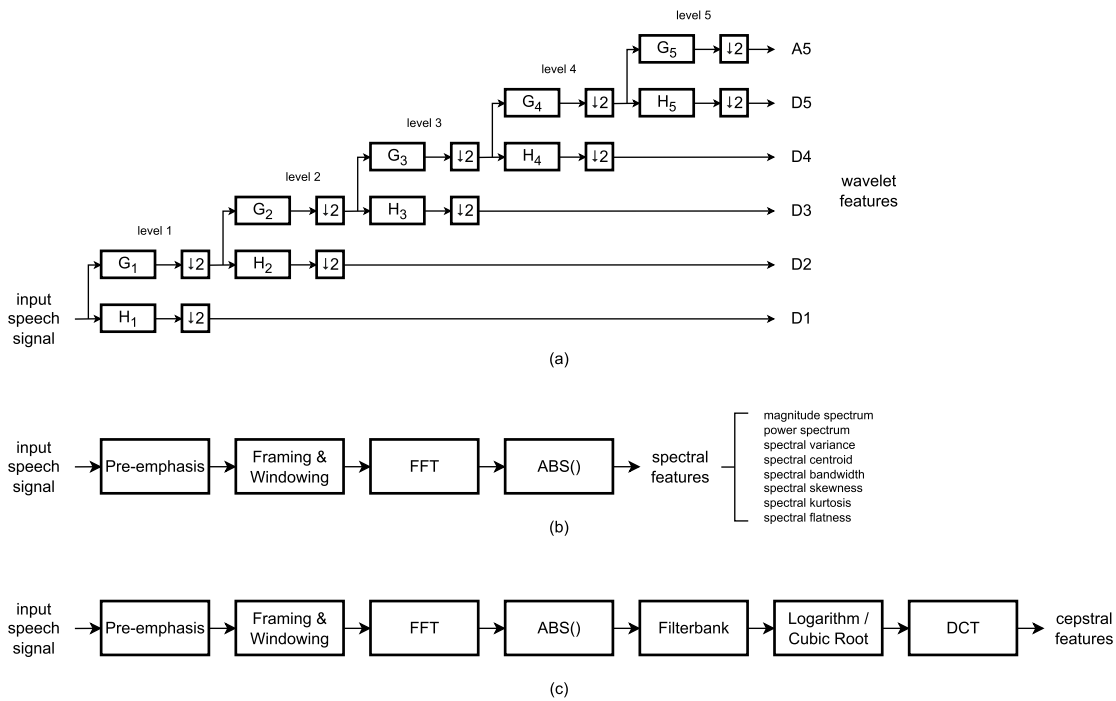 level 5
G5 ↓2 A5
level 4
G4 ↓2 H5 ↓2 D5
level 3
G3 ↓2 H4 ↓2 D4
level 2
G2 ↓2 H3 ↓2 D3
wavelet
features
level 1
G1 ↓2 H2 ↓2 D2
input
speech
signal
H1 ↓2 D1
(a)
input
speech
signal
Pre-emphasis
Framing &
Windowing
FFT
ABS()
spectral
features
magnitude spectrum
power spectrum
spectral variance
spectral centroid
spectral bandwidth
spectral skewness
spectral kurtosis
spectral flatness
(b)
input
speech
signal
Pre-emphasis
Framing &
Windowing
FFT
ABS()
Filterbank
Logarithm /
Cubic Root
DCT
cepstral
features
(c)